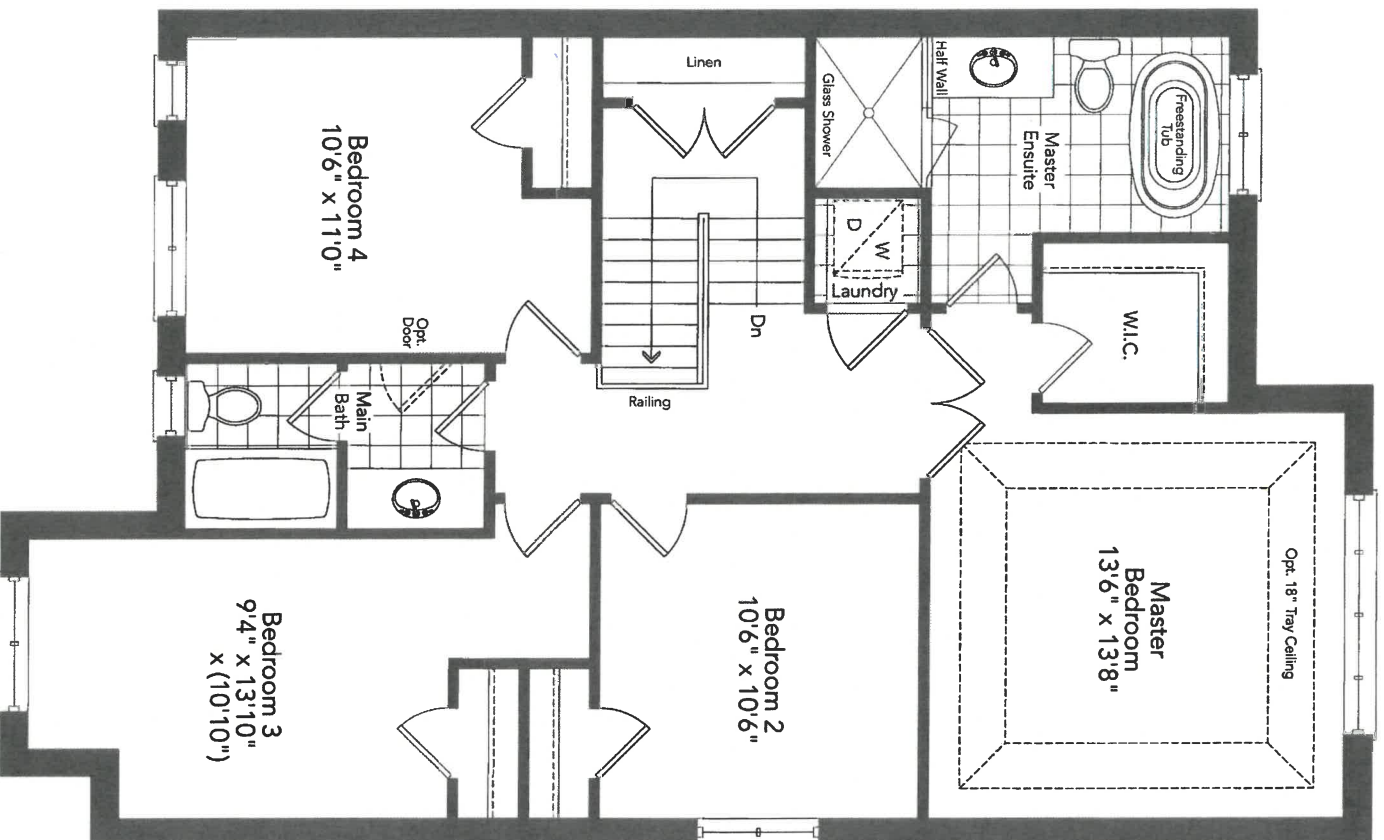 Linen
Half Wall
Glass Shower
Freestanding
Tub
Master
Ensuite
Bedroom 4
10'6" x 11'0"
D
W
Laundry
Dn
W.I.C.
Opt.
Door
Main
Bath
Railing
Opt. 18" Tray Ceiling
Master
Bedroom
13'6" x 13'8"
Bedroom 3
9'4" x 13'10"
x (10'10")
Bedroom 2
10'6" x 10'6"